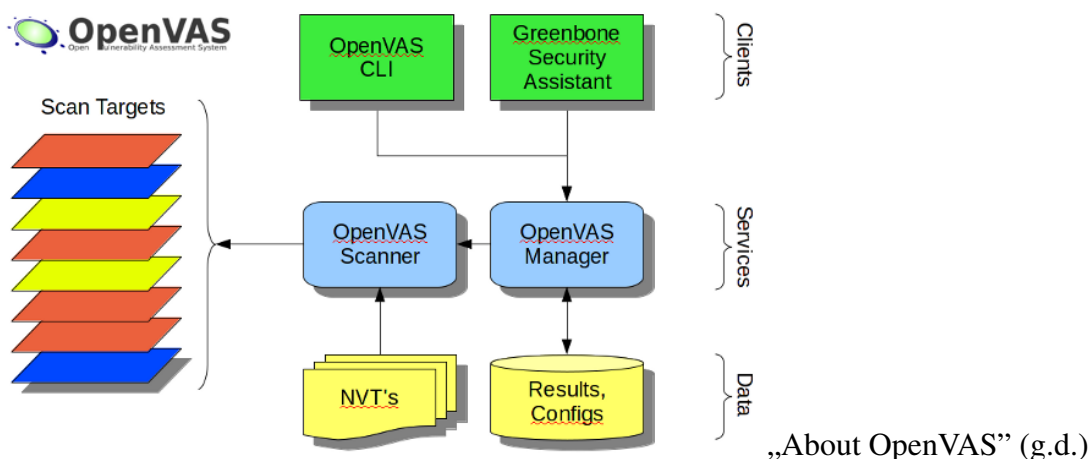 OpenVAS
Open Vulnerability Assessment System
OpenVAS
CLI
Greenbone
Security
Assistant
Clients
Scan Targets
OpenVAS
Scanner
OpenVAS
Manager
Services
NVT's
Results,
Configs
Data
„About OpenVAS” (g.d.)